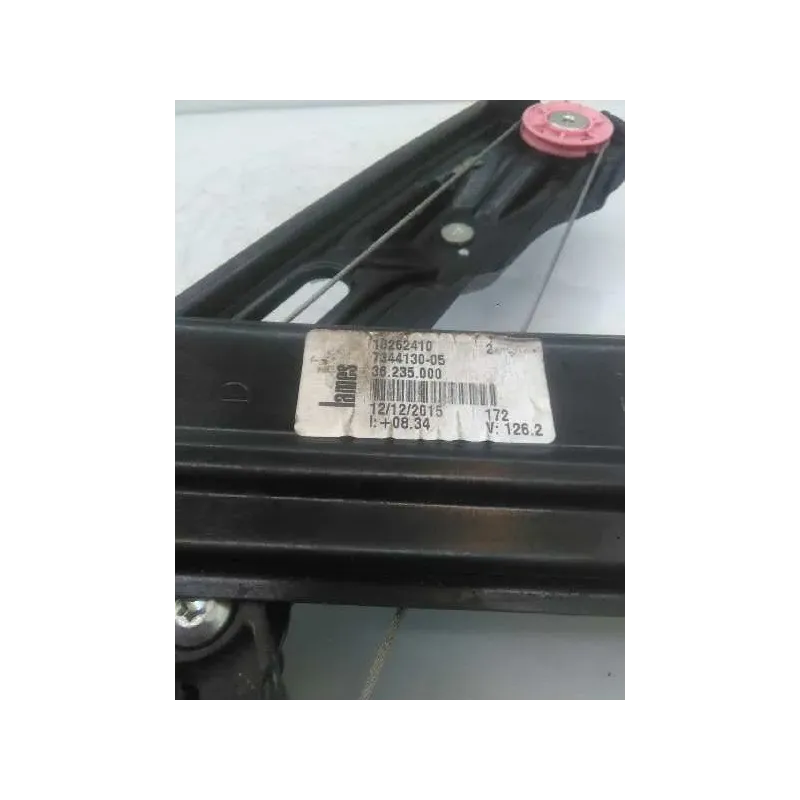 lames
10262410
7344130-05
36.235.000
12/12/2015 172
I:+08.34 V: 126.2
D